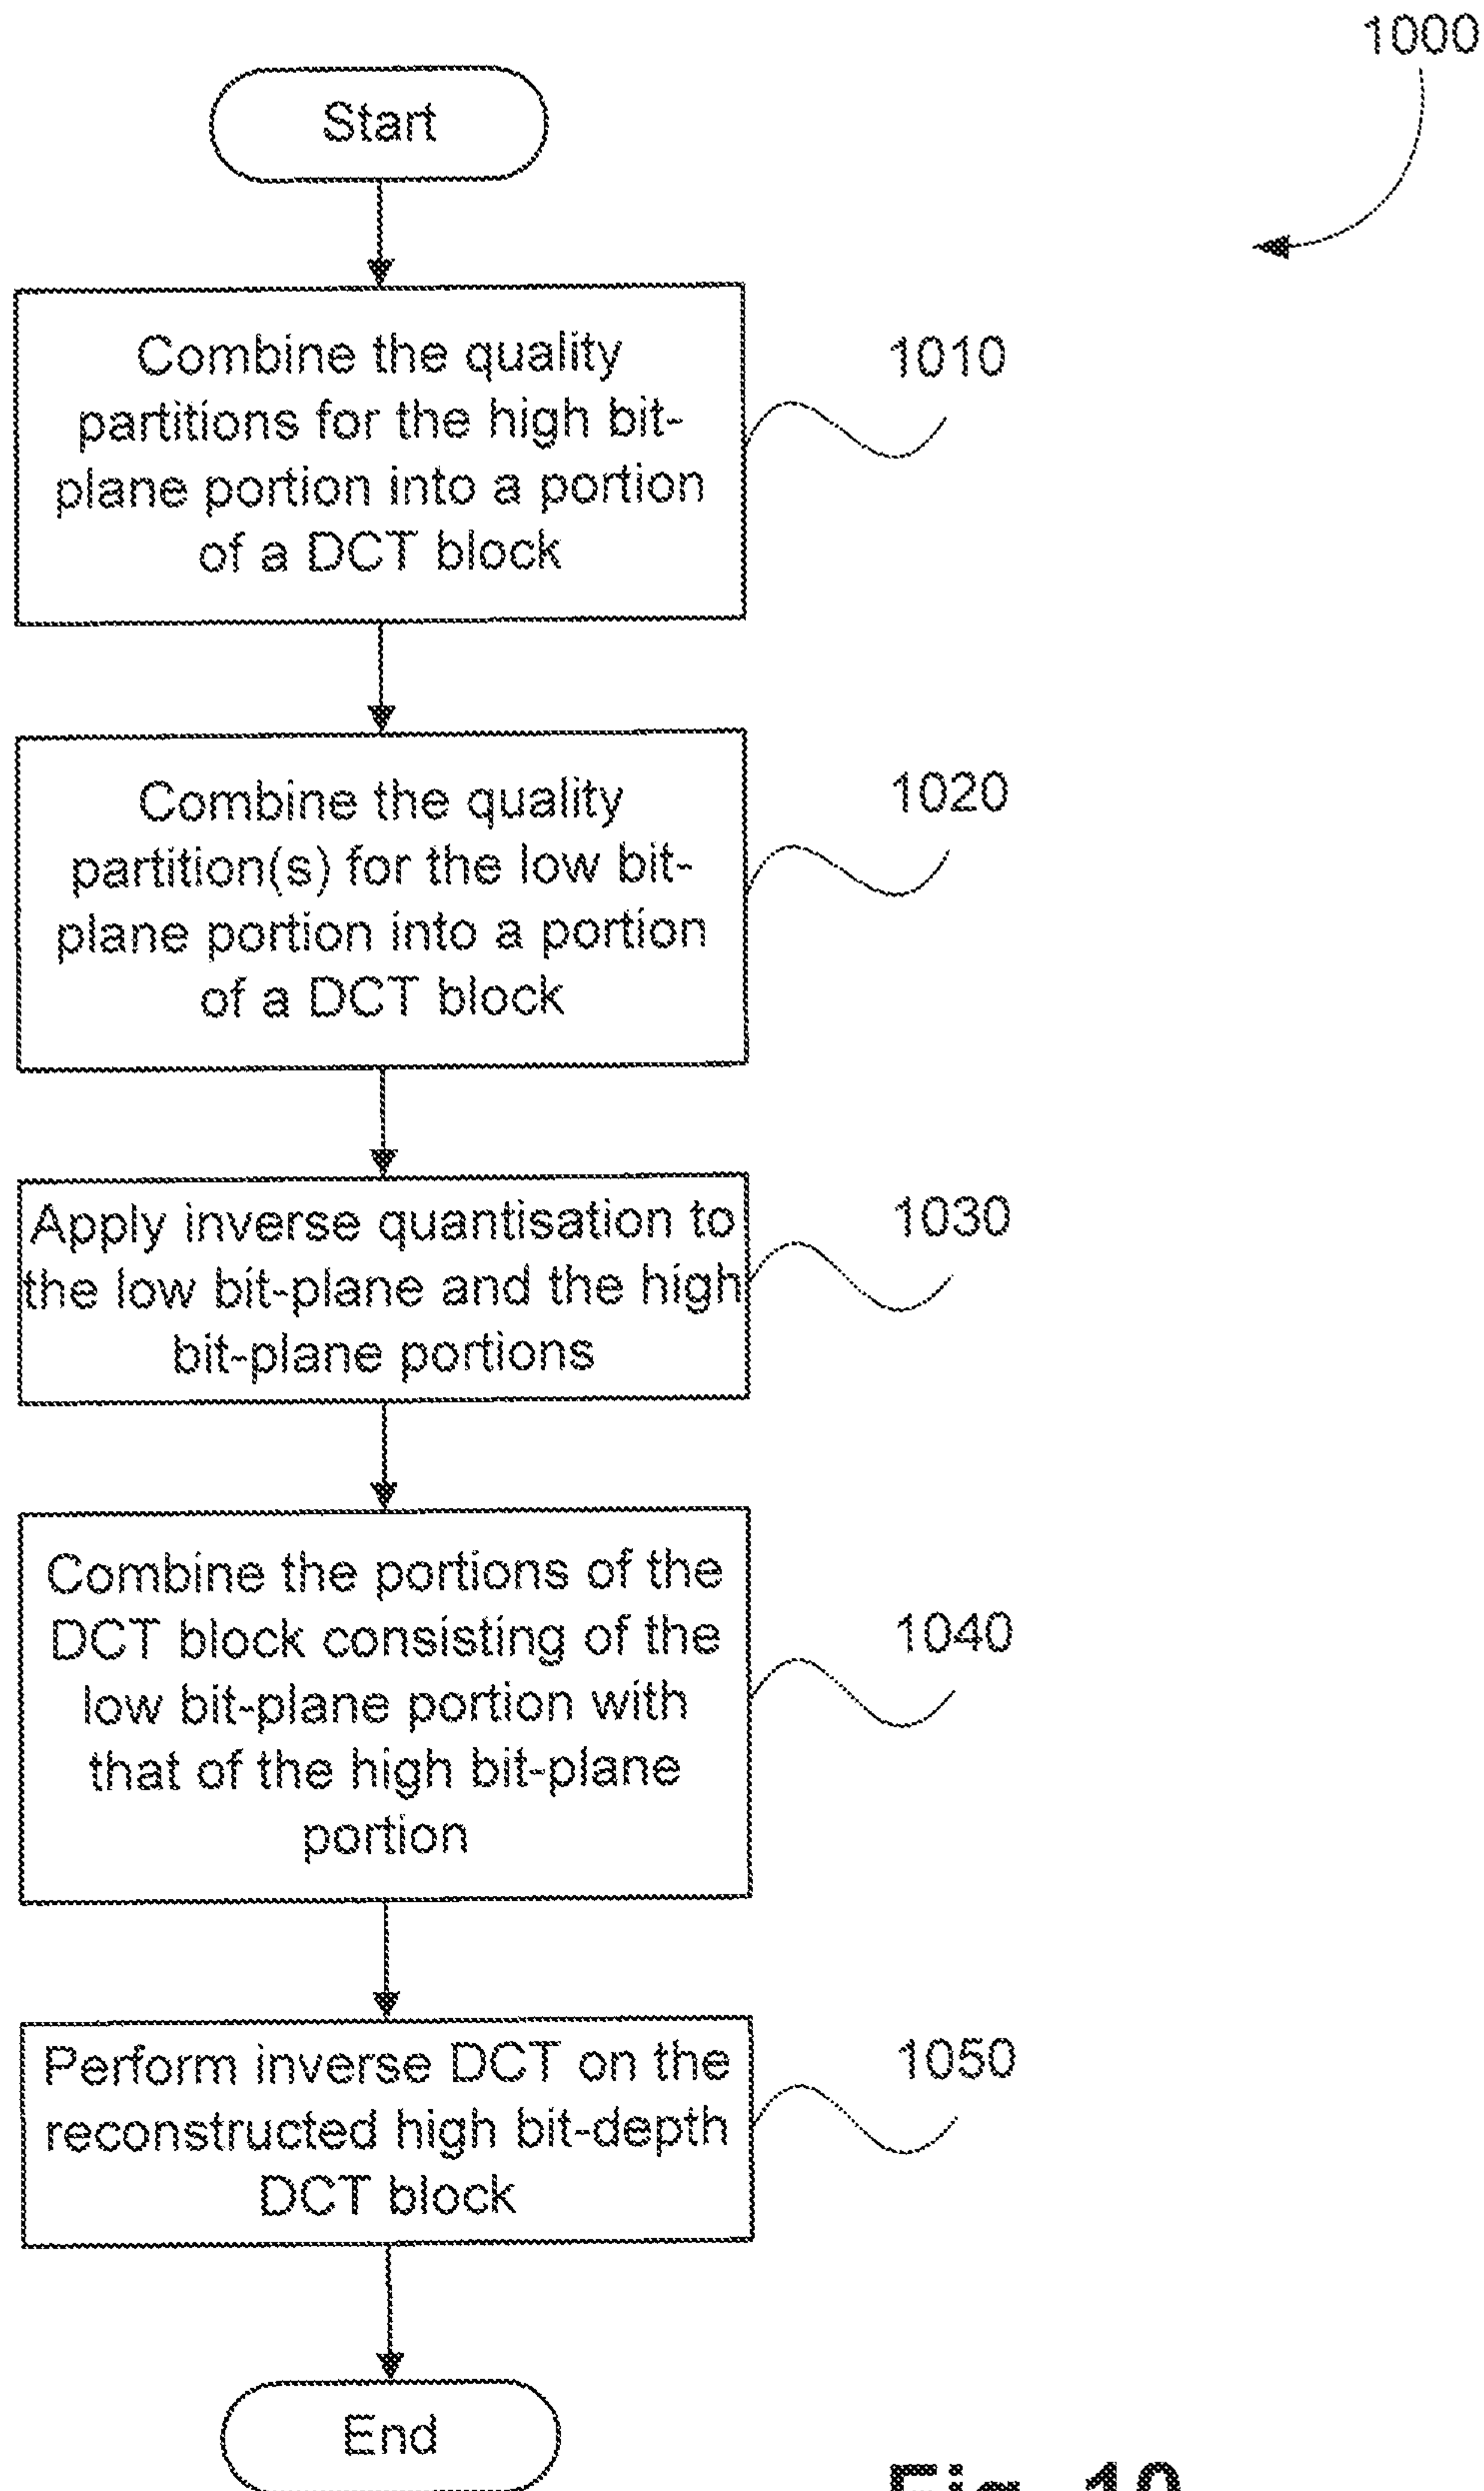 1000
Start
Combine the quality
partitions for the high bit-
plane portion into a portion
of a DCT block
1010
Combine the quality
partition(s) for the low bit-
plane portion into a portion
of a DCT block
1020
Apply inverse quantisation to
the low bit-plane and the high
bit-plane portions
1030
Combine the portions of the
DCT block consisting of the
low bit-plane portion with
that of the high bit-plane
portion
1040
Perform inverse DCT on the
reconstructed high bit-depth
DCT block
1050
End
Fig. 10